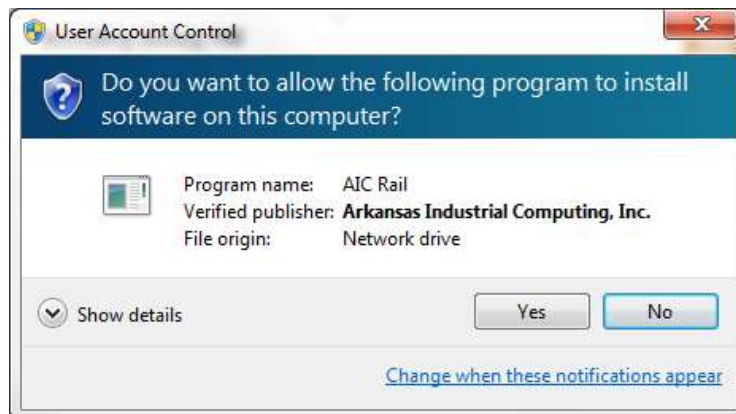 User Account Control
Do you want to allow the following program to install
software on this computer?
Program name: AIC Rail
Verified publisher: Arkansas Industrial Computing, Inc.
File origin: Network drive
Show details
Yes
No
Change when these notifications appear